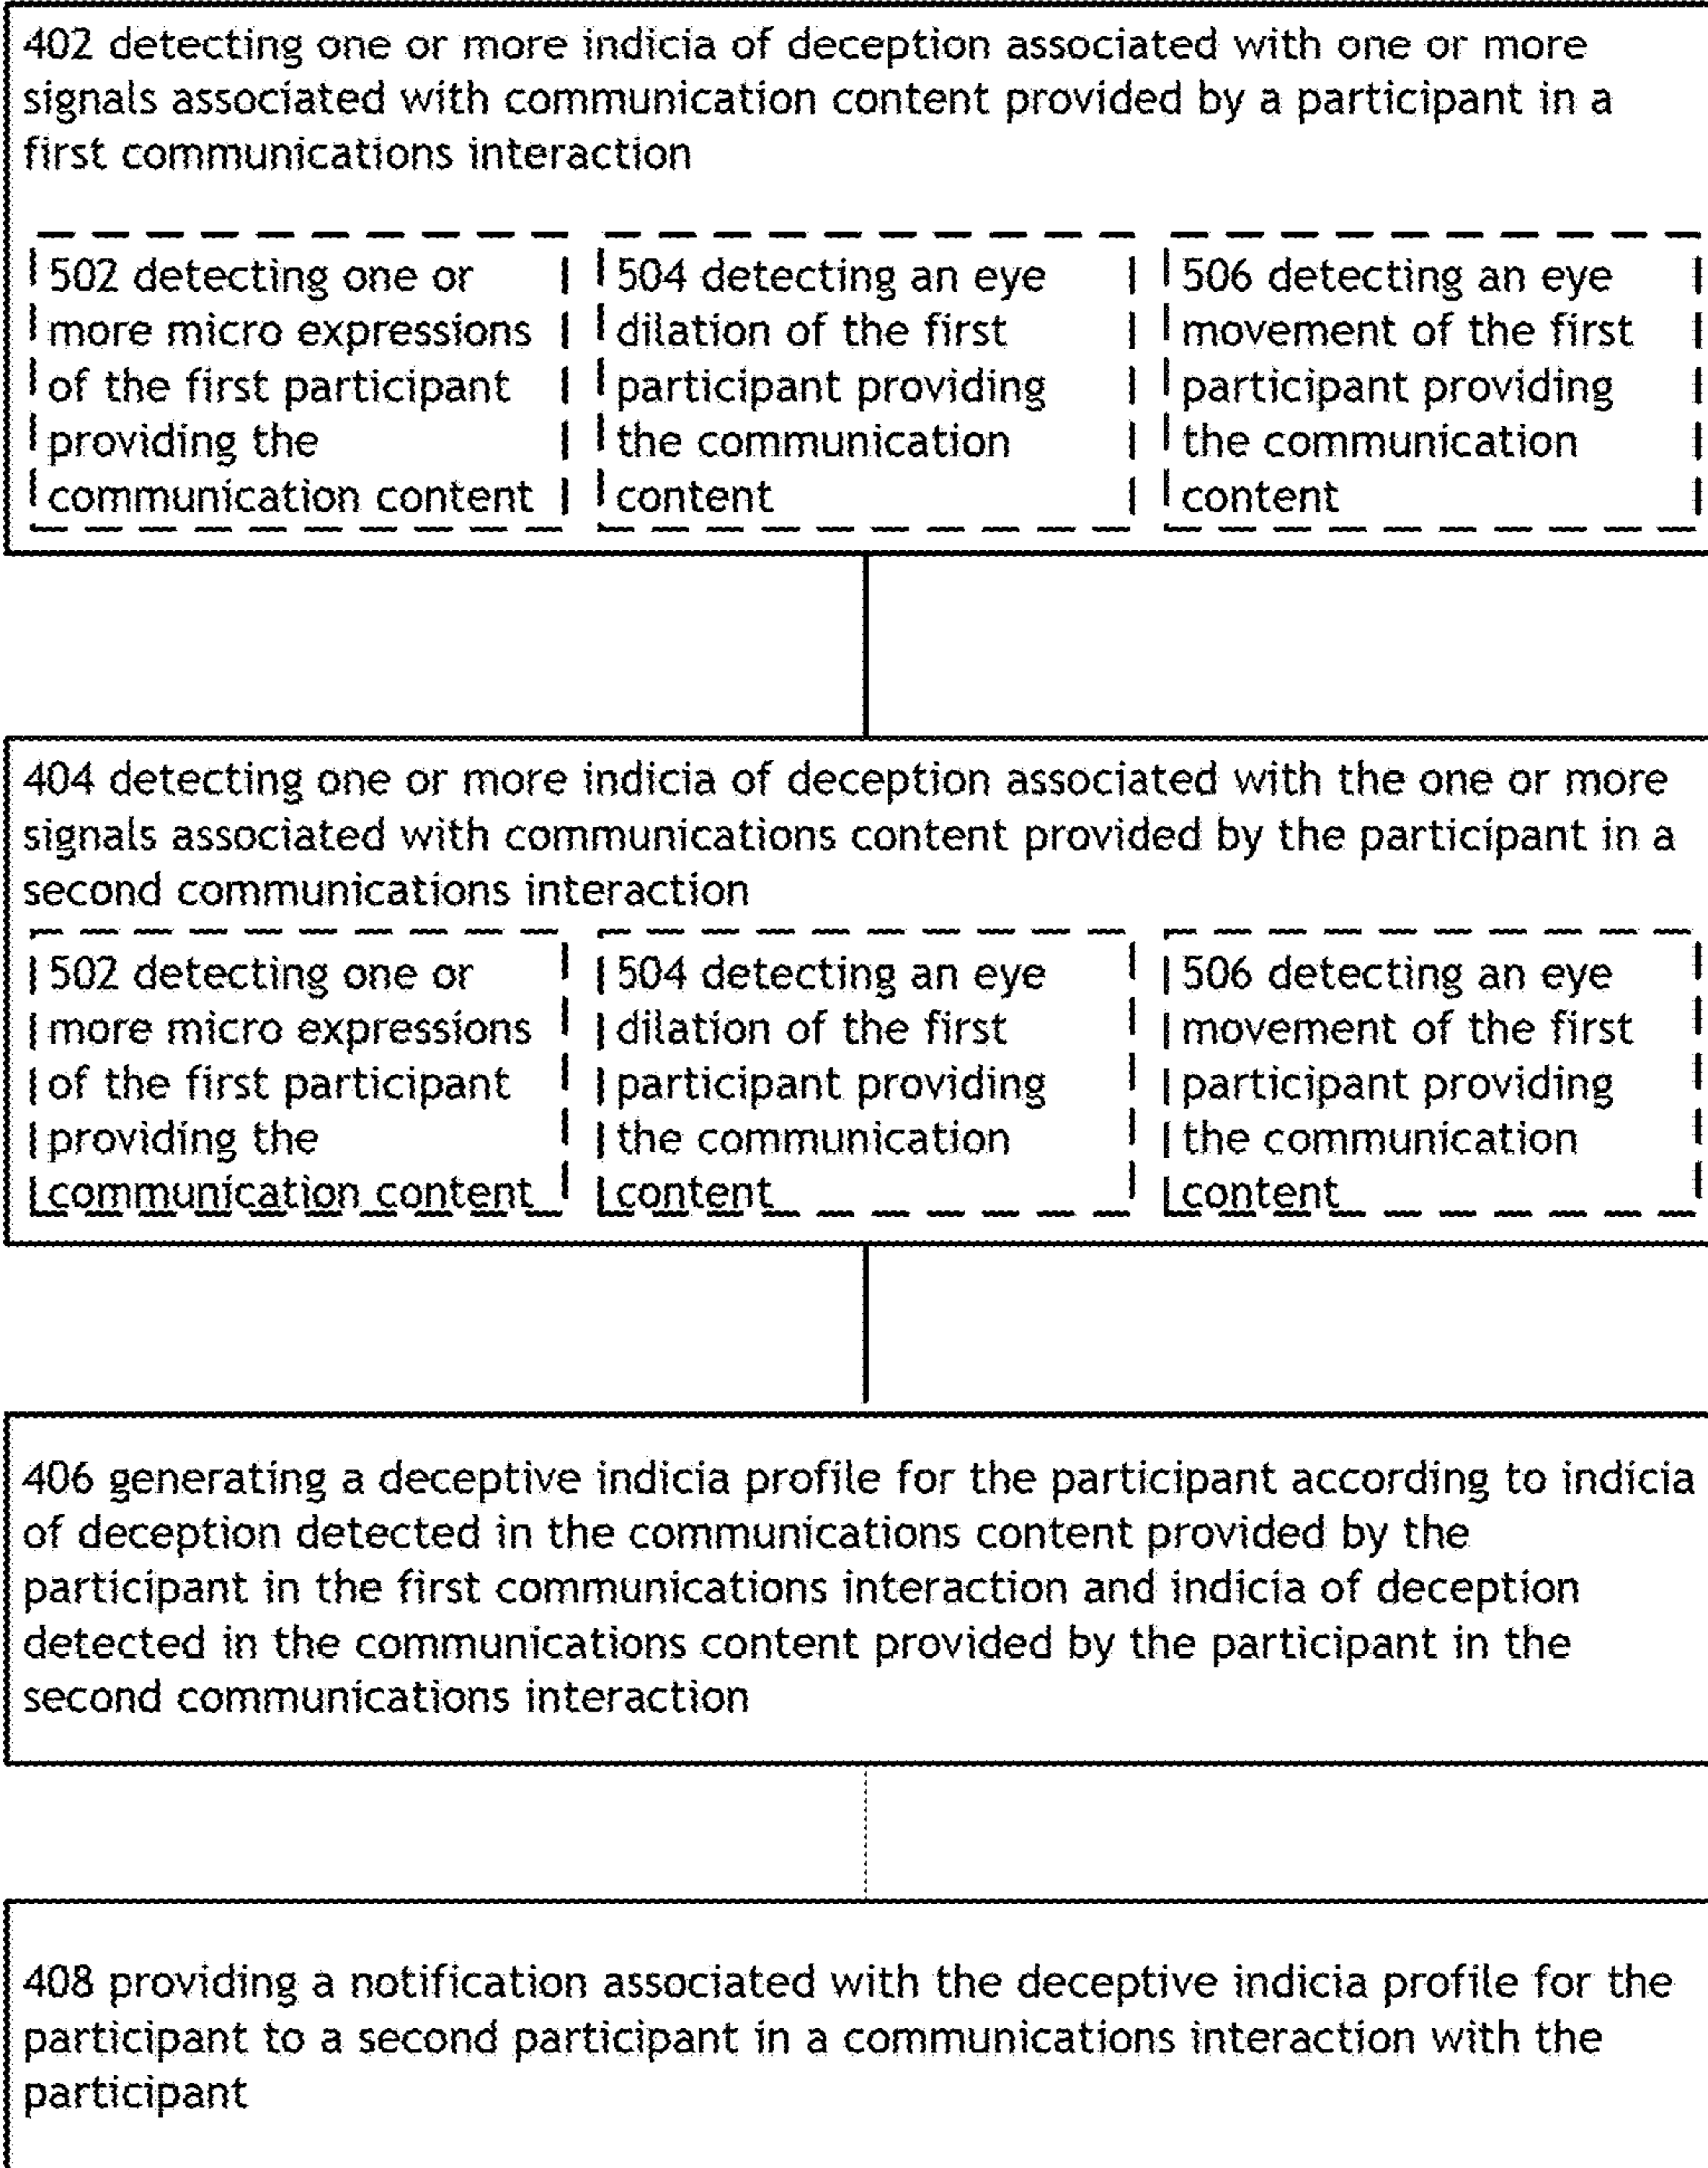 402 detecting one or more indicia of deception associated with one or more
signals associated with communication content provided by a participant in a
first communications interaction
502 detecting one or
more micro expressions
of the first participant
providing the
communication content
504 detecting an eye
dilation of the first
participant providing
the communication
content
506 detecting an eye
movement of the first
participant providing
the communication
content
404 detecting one or more indicia of deception associated with the one or more
signals associated with communications content provided by the participant in a
second communications interaction
502 detecting one or
more micro expressions
of the first participant
providing the
communication content
504 detecting an eye
dilation of the first
participant providing
the communication
content
506 detecting an eye
movement of the first
participant providing
the communication
content
406 generating a deceptive indicia profile for the participant according to indicia
of deception detected in the communications content provided by the
participant in the first communications interaction and indicia of deception
detected in the communications content provided by the participant in the
second communications interaction
408 providing a notification associated with the deceptive indicia profile for the
participant to a second participant in a communications interaction with the
participant